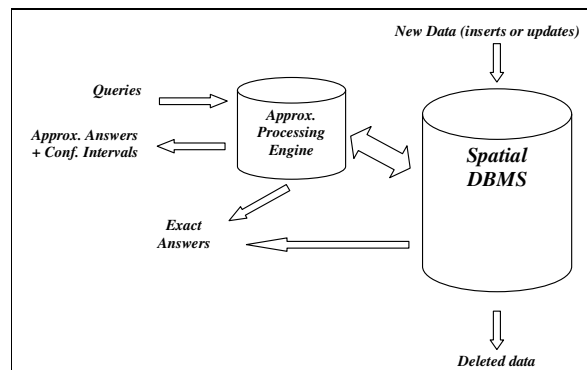 New Data (inserts or updates)
Queries
Approx.
Processing
Engine
Approx. Answers
+ Conf. Intervals
Spatial
DBMS
Exact
Answers
Deleted data